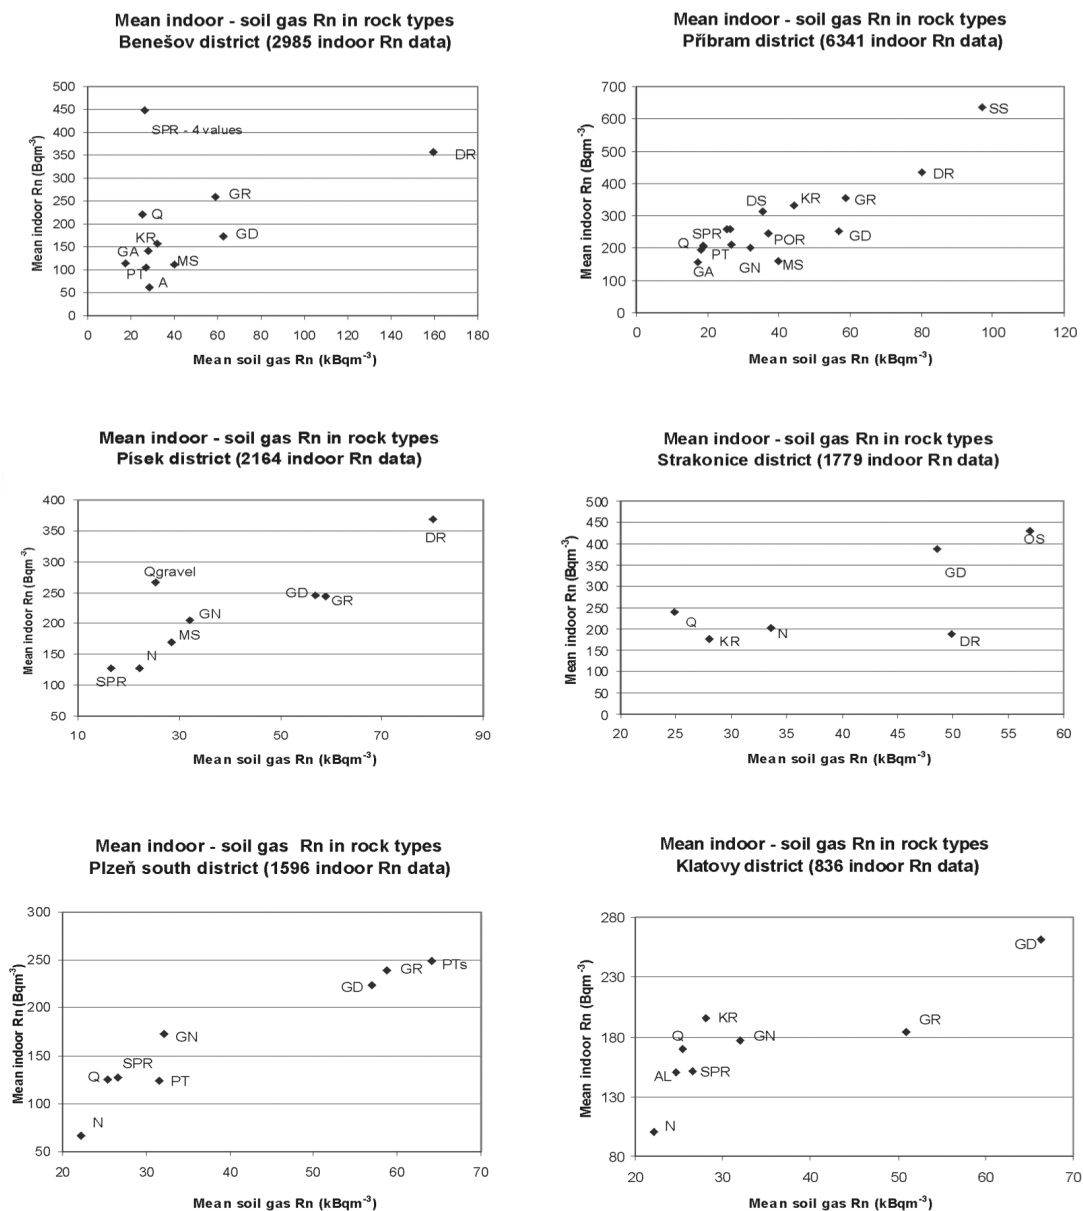 Mean indoor - soil gas Rn in rock types
Benešov district (2985 indoor Rn data)
Mean indoor Rn (Bqm-3)
500
450
400
350
300
250
200
150
100
50
0
SPR - 4 values
DR
GR
Q
GD
KR
GA
MS
PT
A
0 20 40 60 80 100 120 140 160 180
Mean soil gas Rn (kBqm-3)
Mean indoor - soil gas Rn in rock types
Příbram district (6341 indoor Rn data)
Mean indoor Rn (Bqm-3)
700
600
500
400
300
200
100
0
SS
DR
DS
KR
GR
SPR
POR
GD
Q
PT
GN
MS
GA
0 20 40 60 80 100 120
Mean soil gas Rn (kBqm-3)
Mean indoor - soil gas Rn in rock types
Písek district (2164 indoor Rn data)
Mean indoor Rn (Bqm-3)
400
350
300
250
200
150
100
50
DR
Qgravel
GD
GR
GN
MS
N
SPR
10 30 50 70 90
Mean soil gas Rn (kBqm-3)
Mean indoor - soil gas Rn in rock types
Strakonice district (1779 indoor Rn data)
Mean indoor Rn (Bqm-3)
500
450
400
350
300
250
200
150
100
50
0
OS
GD
Q
N
KR
DR
20 25 30 35 40 45 50 55 60
Mean soil gas Rn (kBqm-3)
Mean indoor - soil gas Rn in rock types
Plzeň south district (1596 indoor Rn data)
Mean indoor Rn (Bqm-3)
300
250
200
150
100
50
PTs
GR
GD
GN
SPR
Q
PT
N
20 30 40 50 60 70
Mean soil gas Rn (kBqm-3)
Mean indoor - soil gas Rn in rock types
Klatovy district (836 indoor Rn data)
Mean indoor Rn (Bqm-3)
280
230
180
130
80
GD
KR
GR
Q
GN
AL
SPR
N
20 30 40 50 60 70
Mean soil gas Rn (kBqm-3)